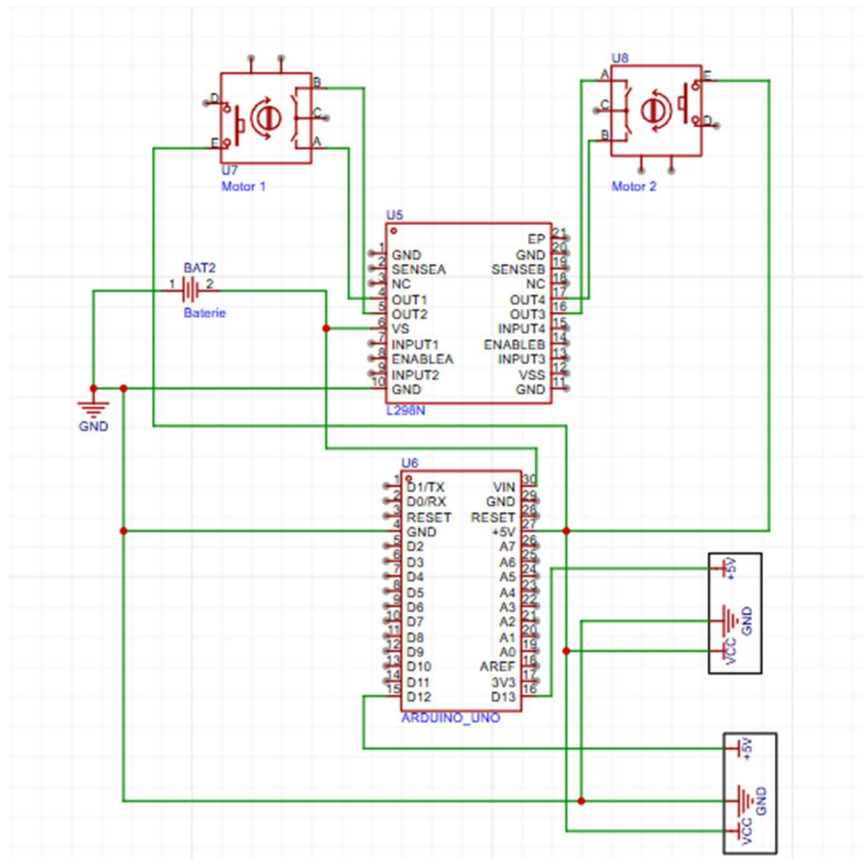 U7
Motor 1
B
D
C
E
A
U8
Motor 2
A
E
C
D
B
BAT2
1 2
Baterie
GND
U5
L298N
1 GND
2 SENSEA
3 NC
4 OUT1
5 OUT2
6 VS
7 INPUT1
8 ENABLEA
9 INPUT2
10 GND
EP 21
GND 20
SENSEB 19
NC 18
OUT4 17
OUT3 16
INPUT4 15
ENABLEB 14
INPUT3 13
VSS 12
GND 11
U6
ARDUINO_UNO
1 D1/TX
2 D0/RX
3 RESET
4 GND
5 D2
6 D3
7 D4
8 D5
9 D6
10 D7
11 D8
12 D9
13 D10
14 D11
15 D12
VIN 30
GND 29
RESET 28
+5V 27
A7 26
A6 25
A5 24
A4 23
A3 22
A2 21
A1 20
A0 19
AREF 18
3V3 17
D13 16
+5V
GND
VCC
+5V
GND
VCC